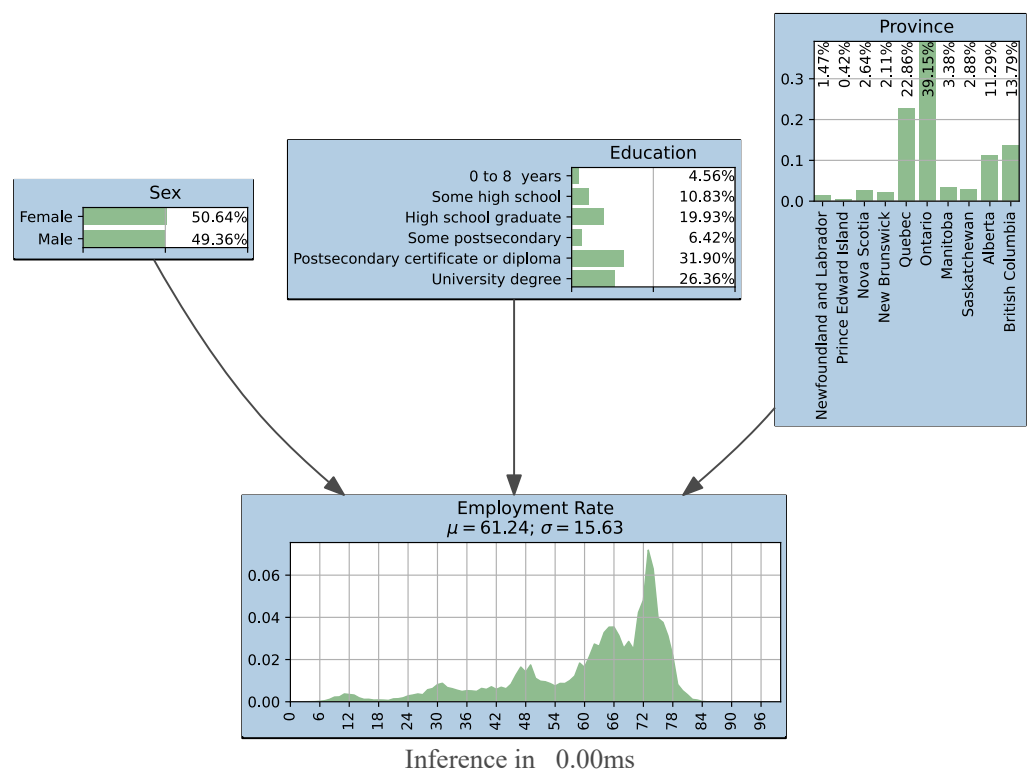 Province
1.47%
0.42%
2.64%
2.11%
22.86%
39.15%
3.38%
2.88%
11.29%
13.79%
0.3
0.2
0.1
0.0
Newfoundland and Labrador
Prince Edward Island
Nova Scotia
New Brunswick
Quebec
Ontario
Manitoba
Saskatchewan
Alberta
British Columbia
Education
0 to 8 years 4.56%
Some high school 10.83%
High school graduate 19.93%
Some postsecondary 6.42%
Postsecondary certificate or diploma 31.90%
University degree 26.36%
Sex
Female 50.64%
Male 49.36%
Employment Rate
μ = 61.24; σ = 15.63
0.06
0.04
0.02
0.00
0 6 12 18 24 30 36 42 48 54 60 66 72 78 84 90 96
Inference in 0.00ms